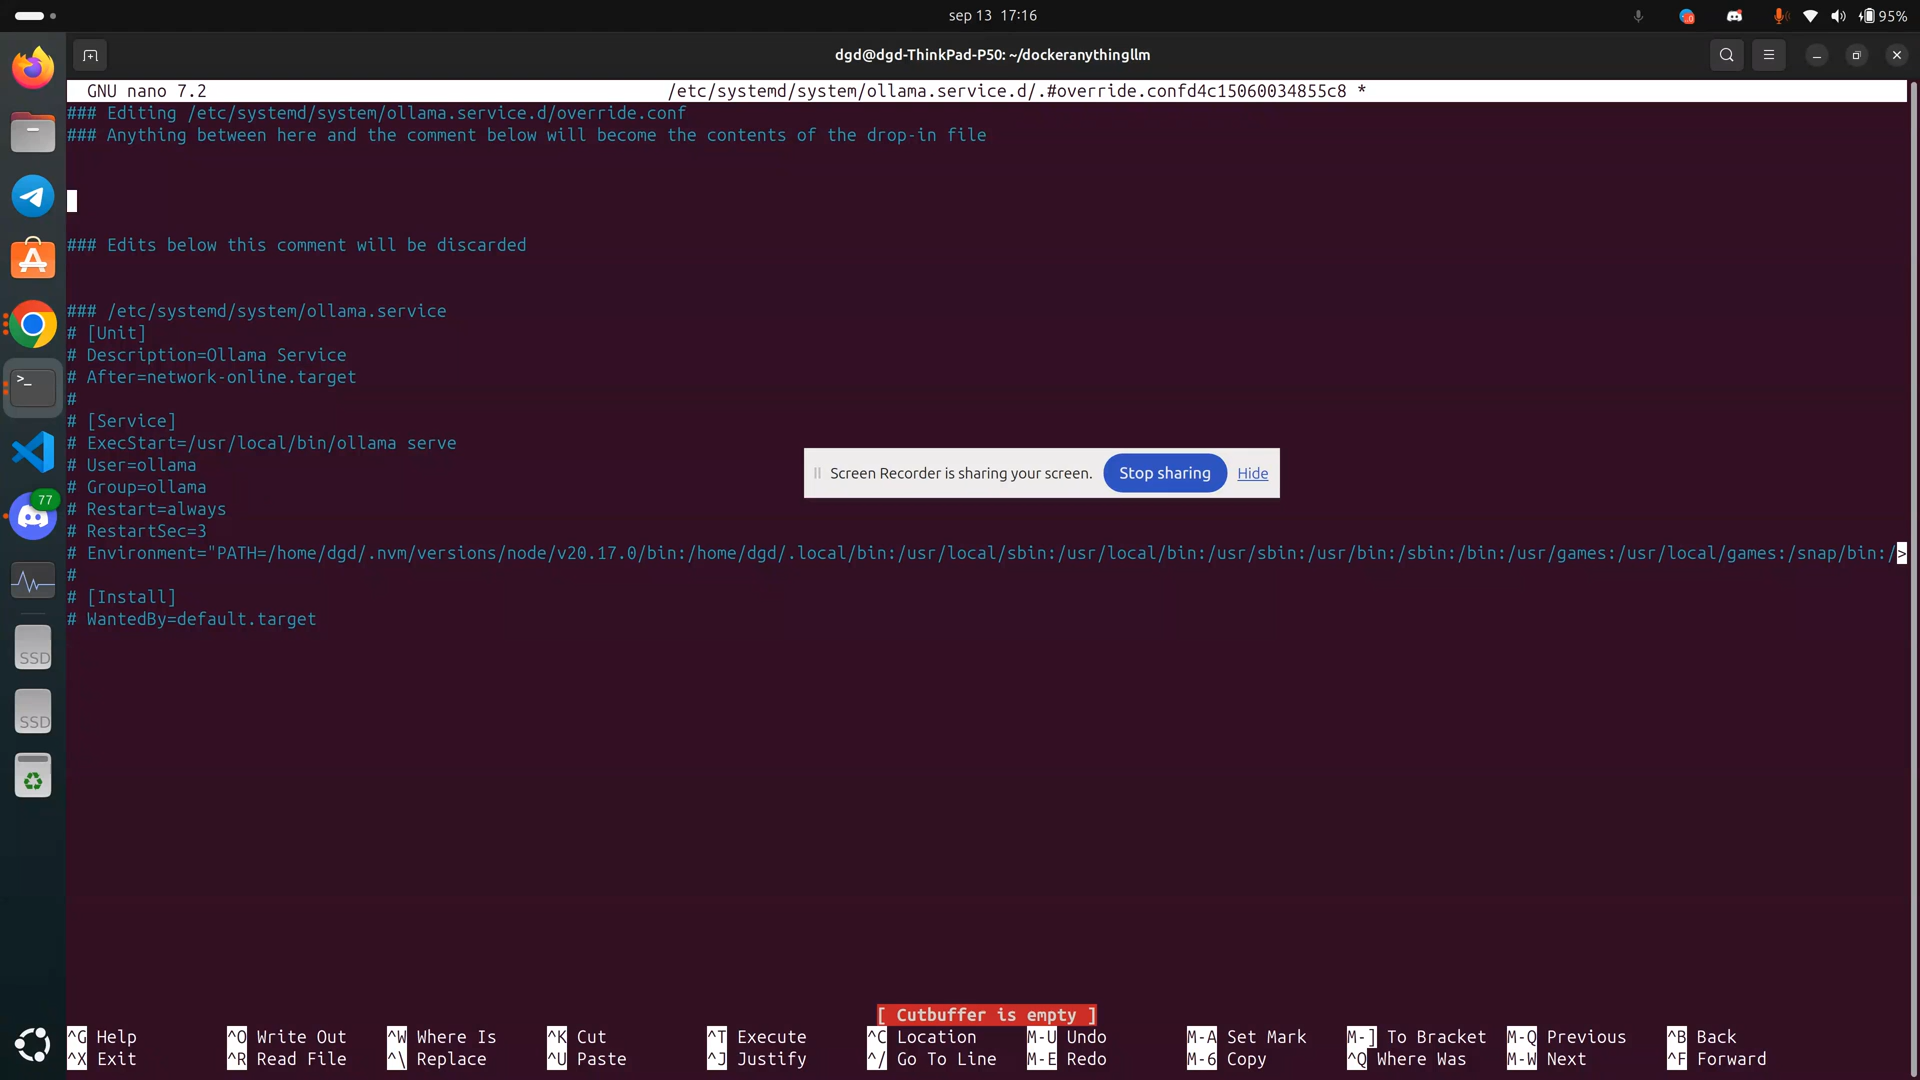 sep 13 17:16
95%
dgd@dgd-ThinkPad-P50: ~/dockeranythingllm
GNU nano 7.2 /etc/systemd/system/ollama.service.d/.#override.confd4c15060034855c8 *
### Editing /etc/systemd/system/ollama.service.d/override.conf
### Anything between here and the comment below will become the contents of the drop-in file
### Edits below this comment will be discarded
### /etc/systemd/system/ollama.service
# [Unit]
# Description=Ollama Service
# After=network-online.target
#
# [Service]
# ExecStart=/usr/local/bin/ollama serve
# User=ollama
# Group=ollama
Screen Recorder is sharing your screen. Stop sharing Hide
# Restart=always
# RestartSec=3
# Environment="PATH=/home/dgd/.nvm/versions/node/v20.17.0/bin:/home/dgd/.local/bin:/usr/local/sbin:/usr/local/bin:/usr/sbin:/usr/bin:/sbin:/bin:/usr/games:/usr/local/games:/snap/bin:/>
#
# [Install]
# WantedBy=default.target
77
SSD
SSD
[ Cutbuffer is empty ]
^G Help ^O Write Out ^W Where Is ^K Cut ^T Execute ^C Location M-U Undo M-A Set Mark M-] To Bracket M-Q Previous ^B Back
^X Exit ^R Read File ^\ Replace ^U Paste ^J Justify ^/ Go To Line M-E Redo M-6 Copy ^Q Where Was M-W Next ^F Forward